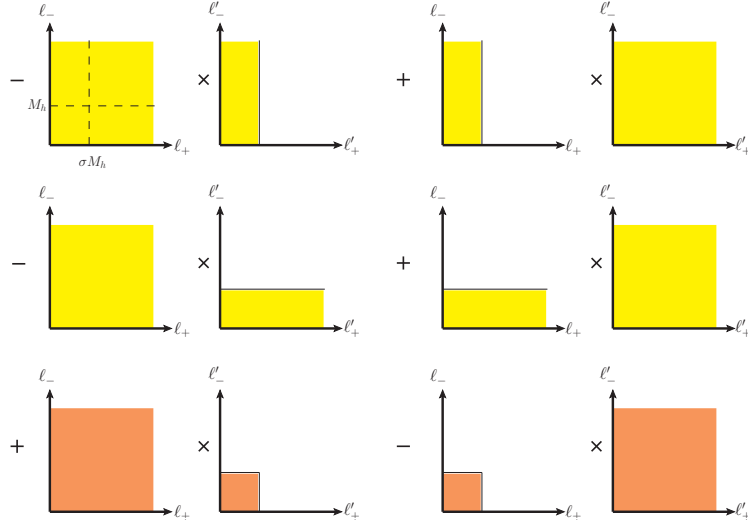 ℓ₋ ℓ′₋ ℓ₋ ℓ′₋
− × + ×
M_h
ℓ₊ ℓ′₊ ℓ₊ ℓ′₊
σM_h
ℓ₋ ℓ′₋ ℓ₋ ℓ′₋
− × + ×
ℓ₊ ℓ′₊ ℓ₊ ℓ′₊
ℓ₋ ℓ′₋ ℓ₋ ℓ′₋
+ × − ×
ℓ₊ ℓ′₊ ℓ₊ ℓ′₊